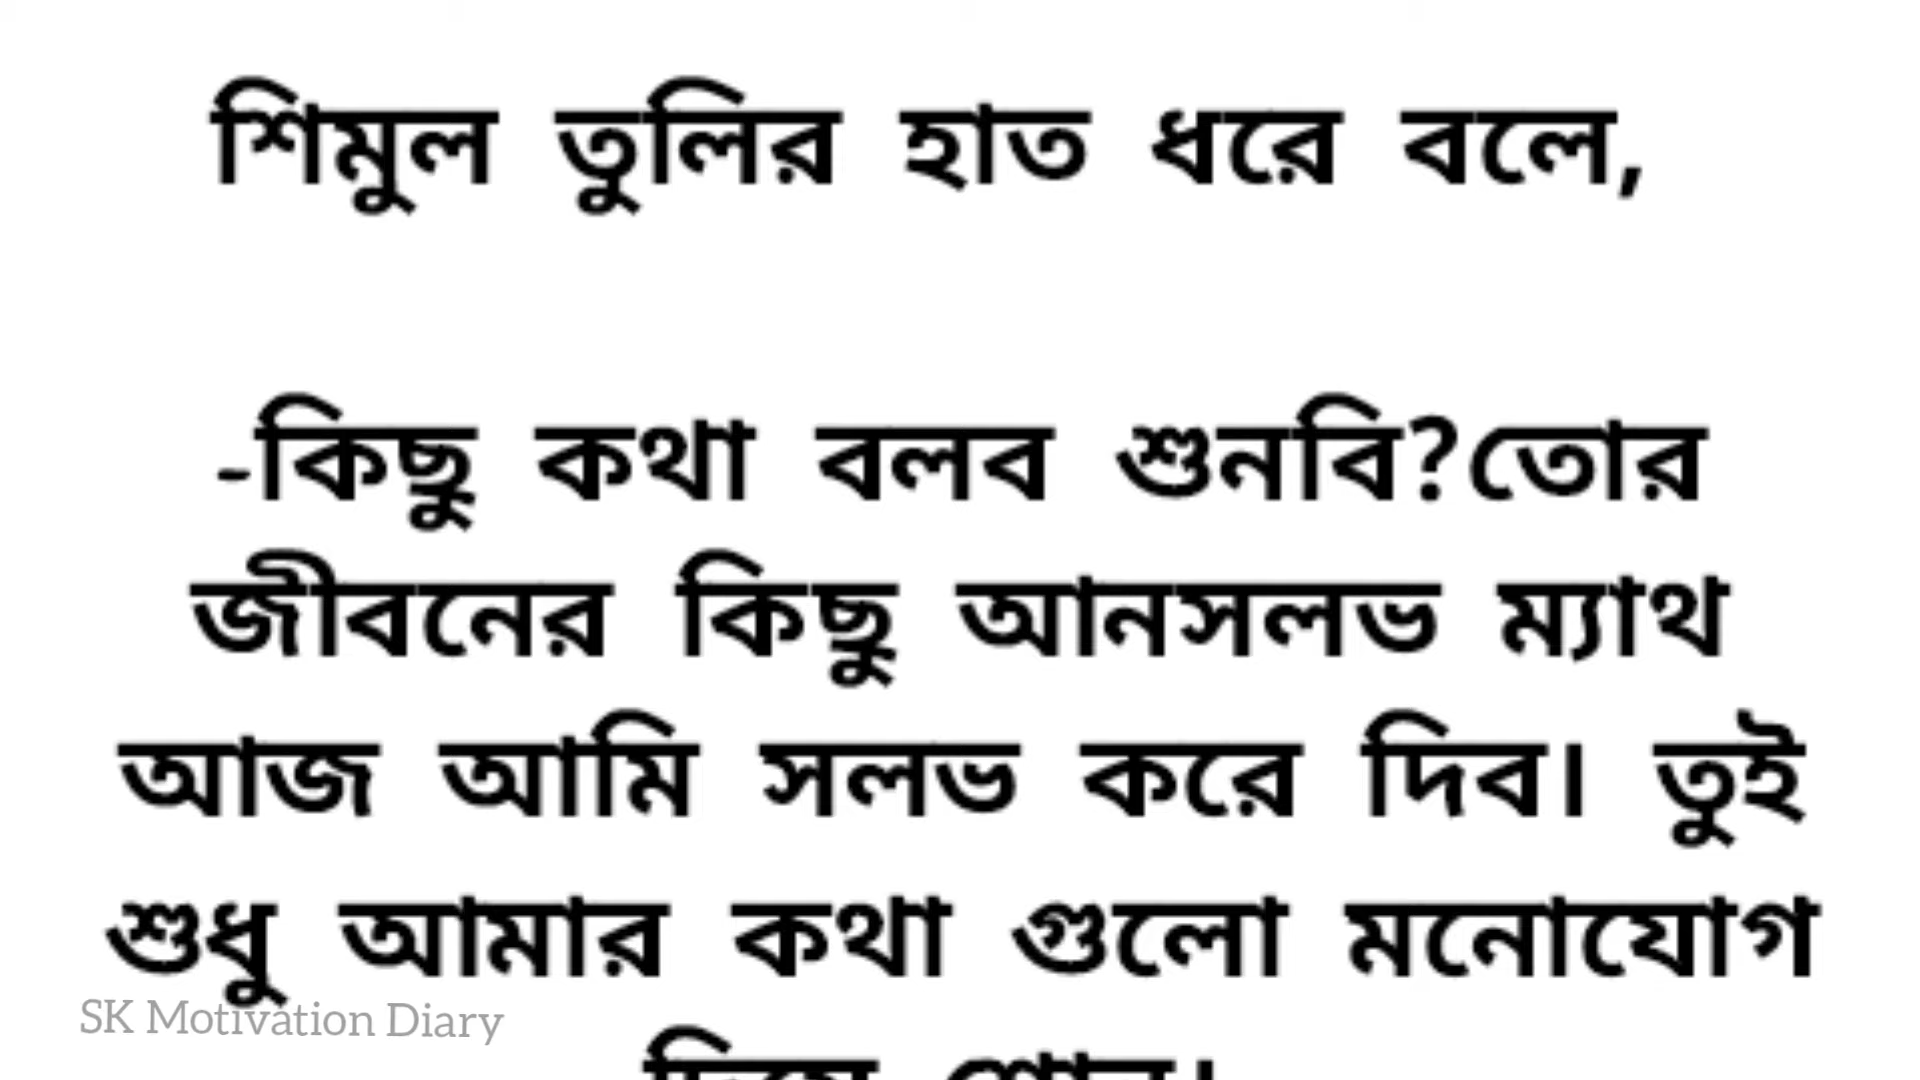 শিমুল তুলির হাত ধরে বলে,
-কিছু কথা বলব শুনবি?তোর
জীবনের কিছু আনসলভ ম্যাথ
আজ আমি সলভ করে দিব। তুই
শুধু আমার কথা গুলো মনোযোগ
SK Motivation Diary